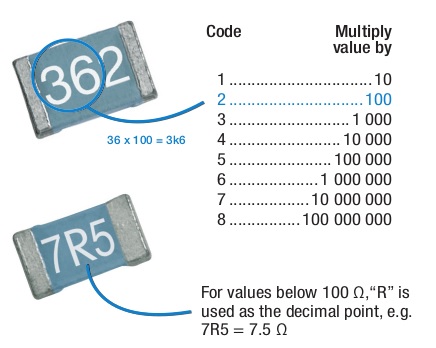 Code Multiply
value by
362
1 ................................... 10
2 ................................. 100
3 .............................. 1 000
4 ............................ 10 000
5 ......................... 100 000
6 ..................... 1 000 000
7 .................... 10 000 000
8 .................. 100 000 000
36 x 100 = 3k6
7R5
For values below 100 Ω,“R” is
used as the decimal point, e.g.
7R5 = 7.5 Ω